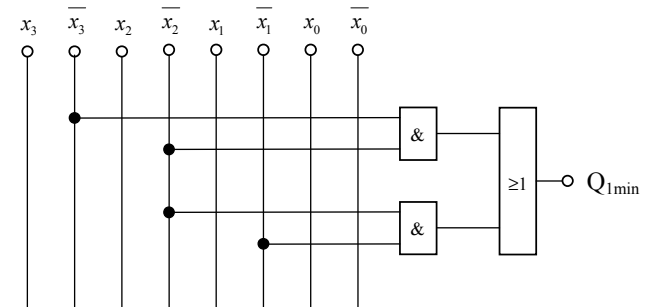 x₃ x̅₃ x₂ x̅₂ x₁ x̅₁ x₀ x̅₀
&
≥1 Q₁ₘᵢₙ
&